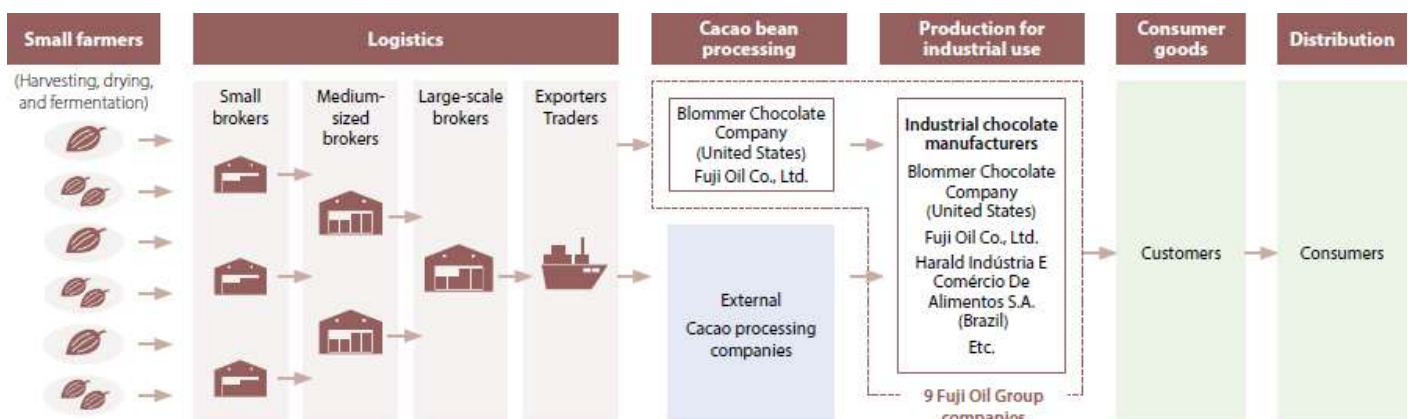 Small farmers
(Harvesting, drying,
and fermentation)
Logistics
Small
brokers
Medium-
sized brokers
Large-scale
brokers
Exporters
Traders
Cacao bean
processing
Blommer Chocolate
Company
(United States)
Fuji Oil Co., Ltd.
External
Cacao processing
companies
Production for
industrial use
Industrial chocolate
manufacturers
Blommer Chocolate
Company
(United States)
Fuji Oil Co., Ltd.
Harald Indústria E
Comércio De
Alimentos S.A.
(Brazil)
Etc.
9 Fuji Oil Group
companies
Consumer
goods
Customers
Distribution
Consumers